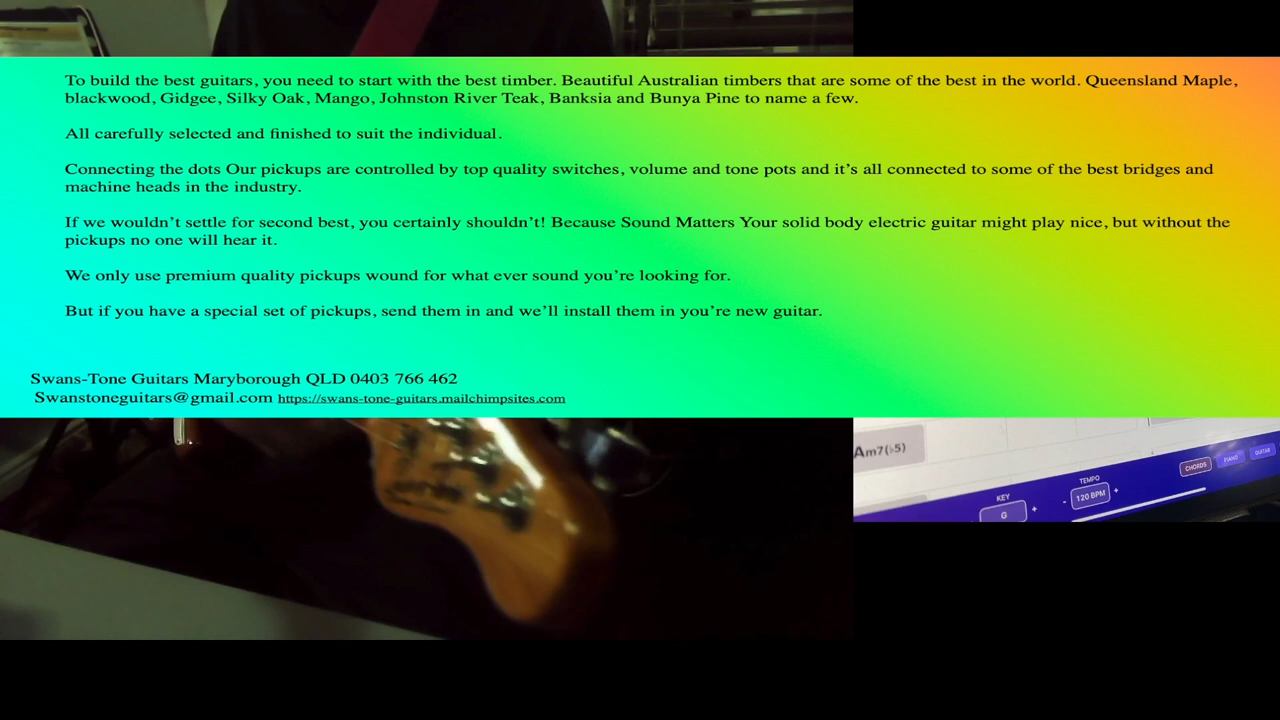 To build the best guitars, you need to start with the best timber. Beautiful Australian timbers that are some of the best in the world. Queensland Maple,
blackwood, Gidgee, Silky Oak, Mango, Johnston River Teak, Banksia and Bunya Pine to name a few.
All carefully selected and finished to suit the individual.
Connecting the dots Our pickups are controlled by top quality switches, volume and tone pots and it's all connected to some of the best bridges and
machine heads in the industry.
If we wouldn't settle for second best, you certainly shouldn't! Because Sound Matters Your solid body electric guitar might play nice, but without the
pickups no one will hear it.
We only use premium quality pickups wound for what ever sound you're looking for.
But if you have a special set of pickups, send them in and we'll install them in you're new guitar.
Swans-Tone Guitars Maryborough QLD 0403 766 462
Swanstoneguitars@gmail.com https://swans-tone-guitars.mailchimpsites.com
Am7(♭5)
CHORDS PIANO GUITAR
KEY TEMPO
G + - 120 BPM +